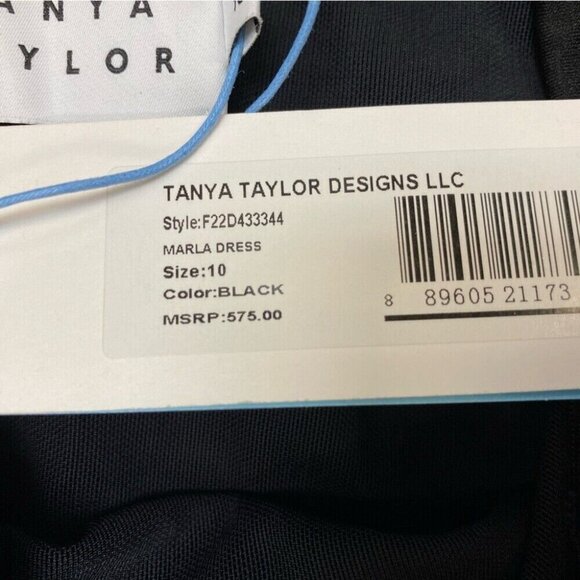 ANYA
AYLOR
TANYA TAYLOR DESIGNS LLC
Style:F22D433344
MARLA DRESS
Size:10
Color:BLACK
MSRP:575.00
8 89605 21173